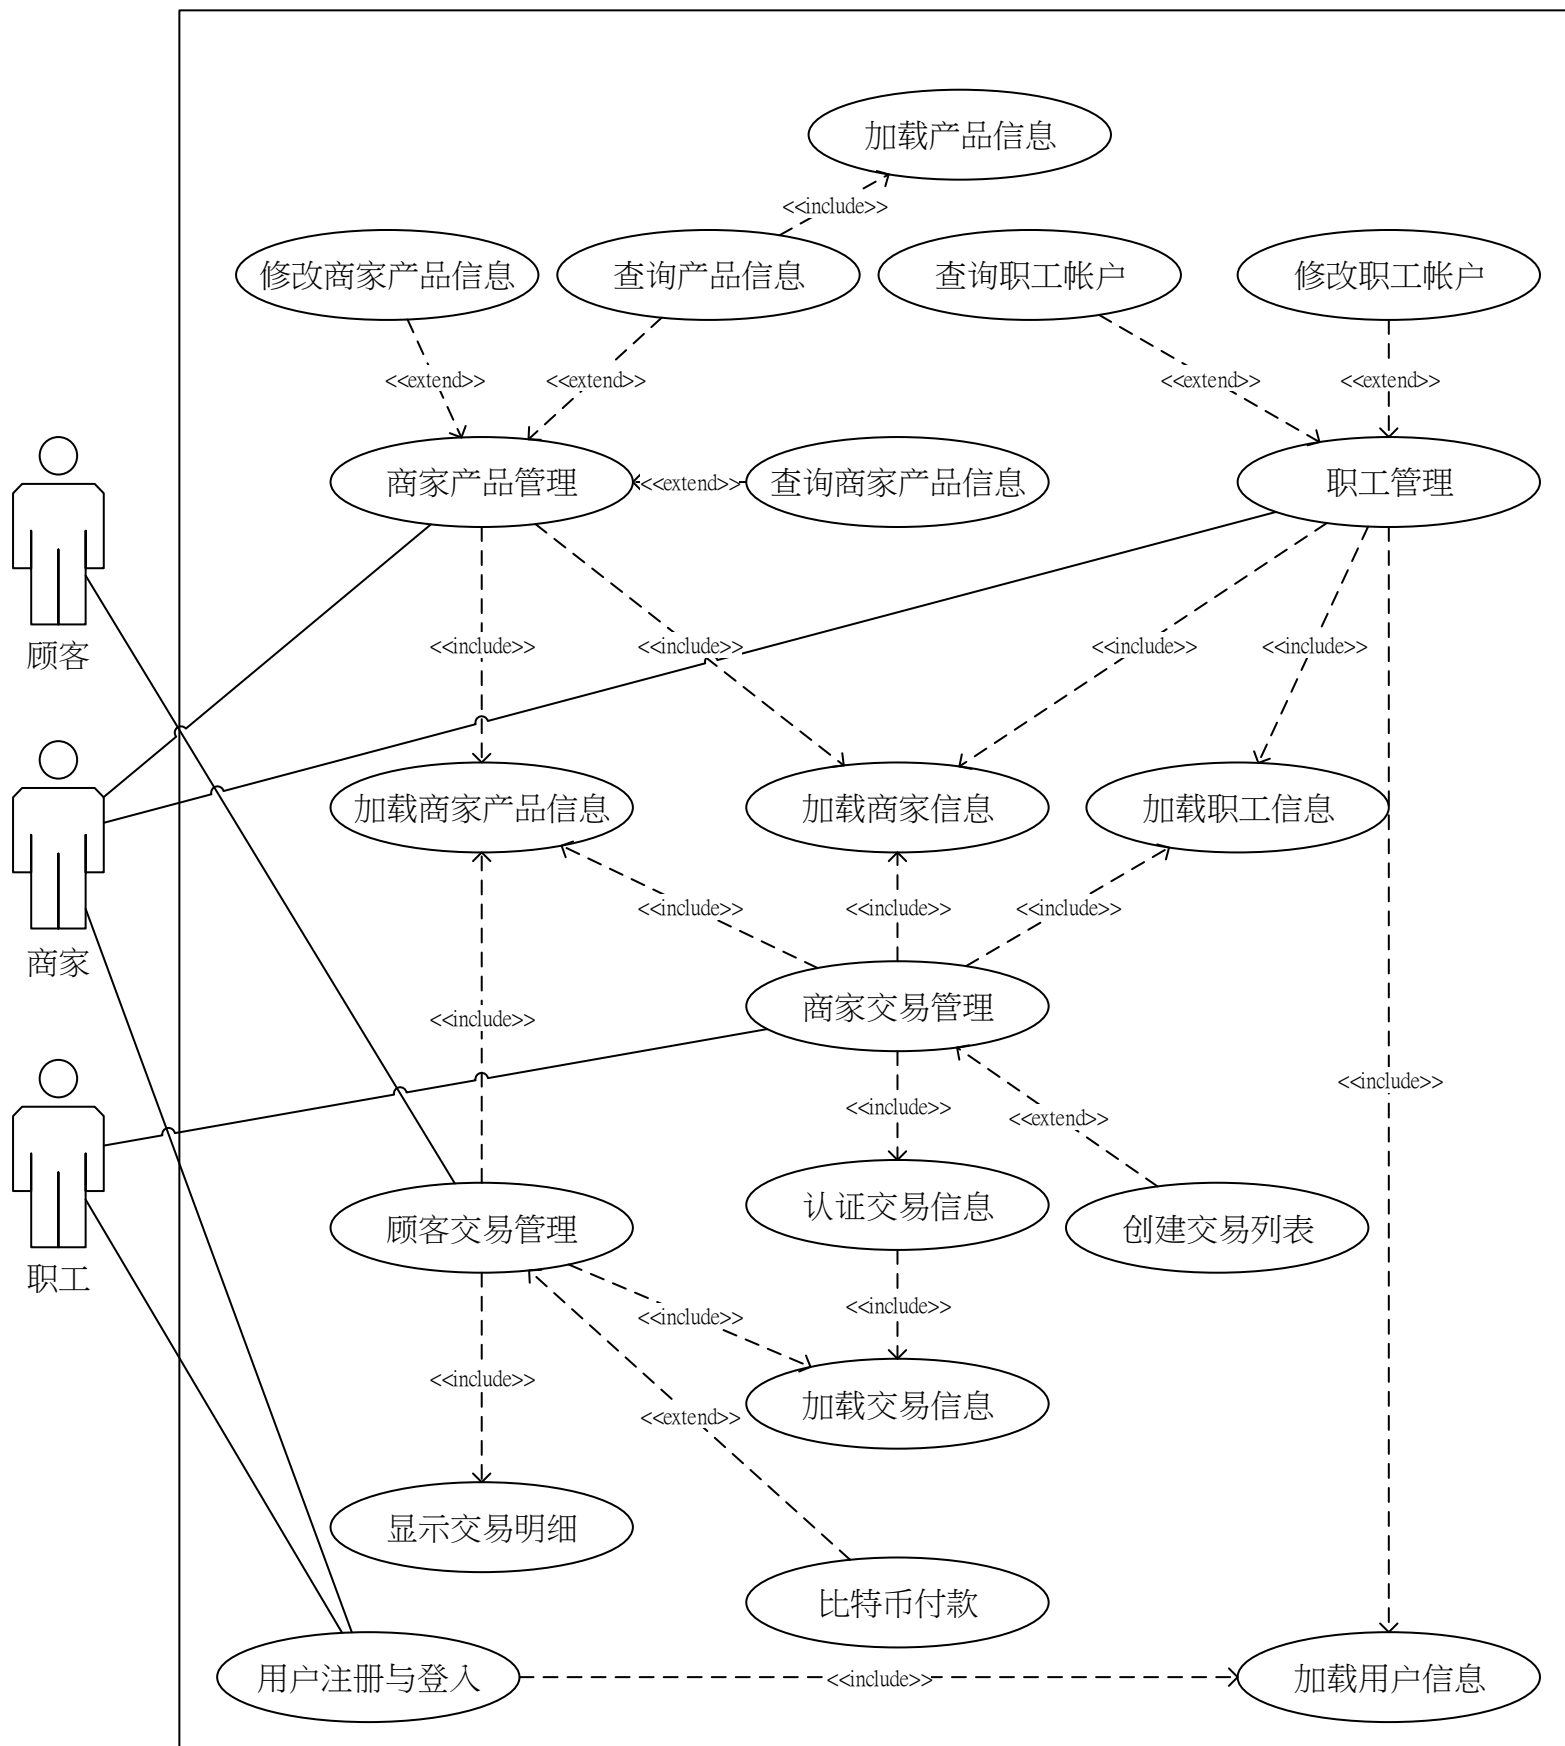 加载产品信息
<<include>>
修改商家产品信息
查询产品信息
查询职工帐户
修改职工帐户
<<extend>>
<<extend>>
<<extend>>
<<extend>>
商家产品管理
<<extend>>
查询商家产品信息
职工管理
顾客
<<include>>
<<include>>
<<include>>
<<include>>
加载商家产品信息
加载商家信息
加载职工信息
<<include>>
<<include>>
<<include>>
商家
商家交易管理
<<include>>
<<include>>
<<include>>
<<extend>>
认证交易信息
顾客交易管理
创建交易列表
职工
<<include>>
<<include>>
<<include>>
加载交易信息
<<extend>>
显示交易明细
比特币付款
用户注册与登入
<<include>>
加载用户信息